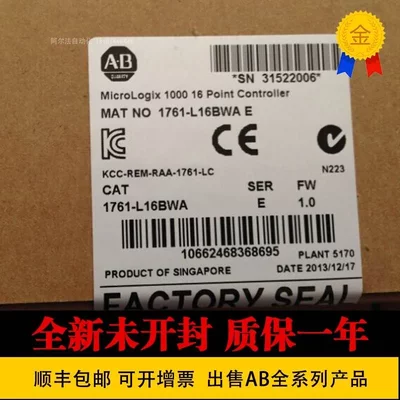 金
A-B
QUALITY
*SN 31522006*
MicroLogix 1000 16 Point Controller
MAT NO 1761-L16BWA E
KCC-REM-RAA-1761-LC
N223
CAT SER FW
1761-L16BWA E 1.0
10662468368695
PLANT 5170
PRODUCT OF SINGAPORE DATE 2013/12/17
FACTORY SEAL
全新未开封 质保一年
顺丰包邮 可开增票 出售AB全系列产品